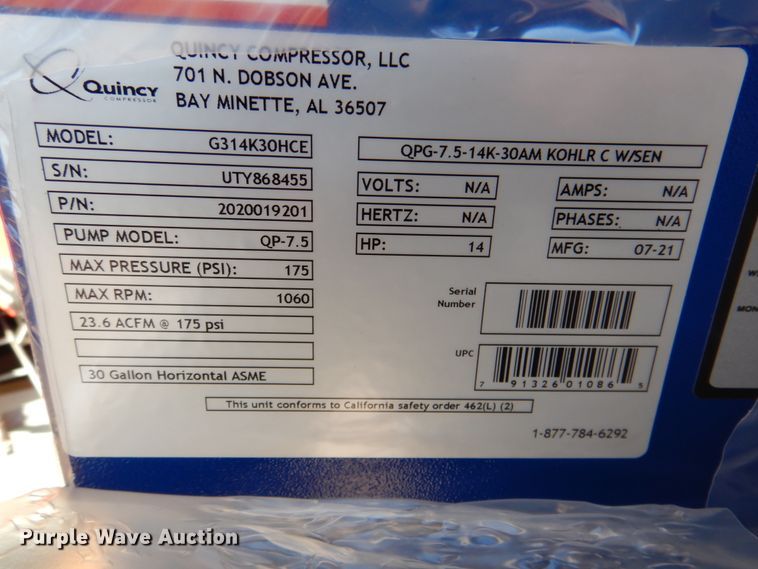 Quincy
COMPRESSOR
QUINCY COMPRESSOR, LLC
701 N. DOBSON AVE.
BAY MINETTE, AL 36507
MODEL: G314K30HCE
S/N: UTY868455
P/N: 2020019201
PUMP MODEL: QP-7.5
MAX PRESSURE (PSI): 175
MAX RPM: 1060
23.6 ACFM @ 175 psi
30 Gallon Horizontal ASME
QPG-7.5-14K-30AM KOHLR C W/SEN
VOLTS: N/A AMPS: N/A
HERTZ: N/A PHASES: N/A
HP: 14 MFG: 07-21
Serial
Number
UPC
7 91326 01086 5
This unit conforms to California safety order 462(L) (2)
1-877-784-6292
Purple Wave Auction